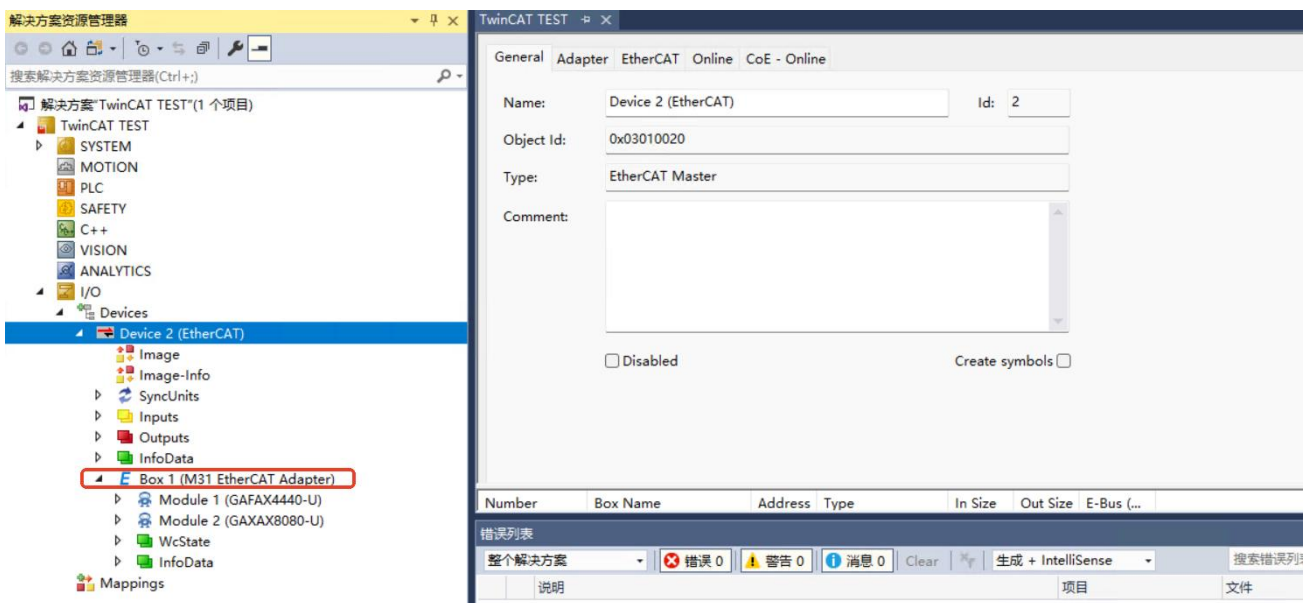 解决方案资源管理器
搜索解决方案资源管理器(Ctrl+;)
解决方案"TwinCAT TEST"(1 个项目)
TwinCAT TEST
SYSTEM
MOTION
PLC
SAFETY
C++
VISION
ANALYTICS
I/O
Devices
Device 2 (EtherCAT)
Image
Image-Info
SyncUnits
Inputs
Outputs
InfoData
Box 1 (M31 EtherCAT Adapter)
Module 1 (GAFAX4440-U)
Module 2 (GAXAX8080-U)
WcState
InfoData
Mappings
TwinCAT TEST
General Adapter EtherCAT Online CoE - Online
Name: Device 2 (EtherCAT) Id: 2
Object Id: 0x03010020
Type: EtherCAT Master
Comment:
Disabled Create symbols
Number Box Name Address Type In Size Out Size E-Bus (...
错误列表
整个解决方案 错误 0 警告 0 消息 0 Clear 生成 + IntelliSense 搜索错误列
说明 项目 文件